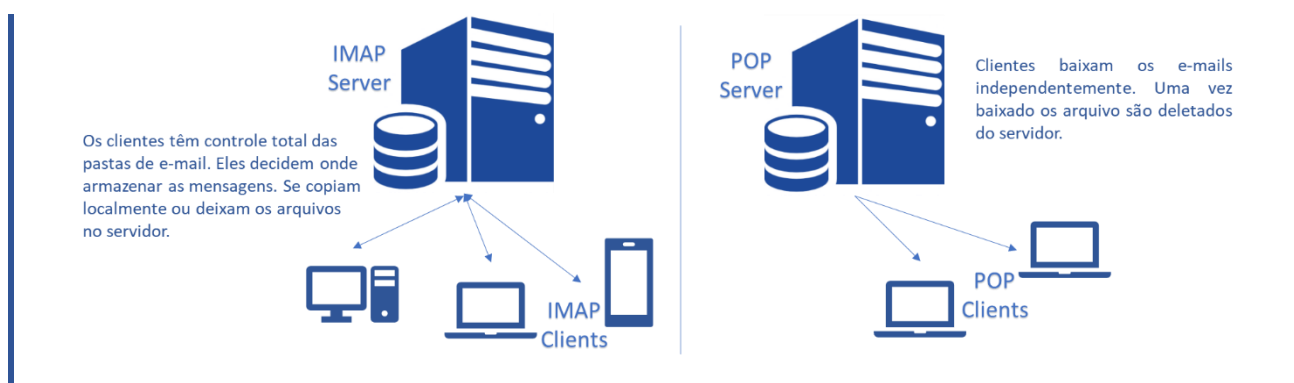 IMAP
Server
Os clientes têm controle total das
pastas de e-mail. Eles decidem onde
armazenar as mensagens. Se copiam
localmente ou deixam os arquivos
no servidor.
IMAP
Clients
POP
Server
Clientes baixam os e-mails
independentemente. Uma vez
baixado os arquivo são deletados
do servidor.
POP
Clients